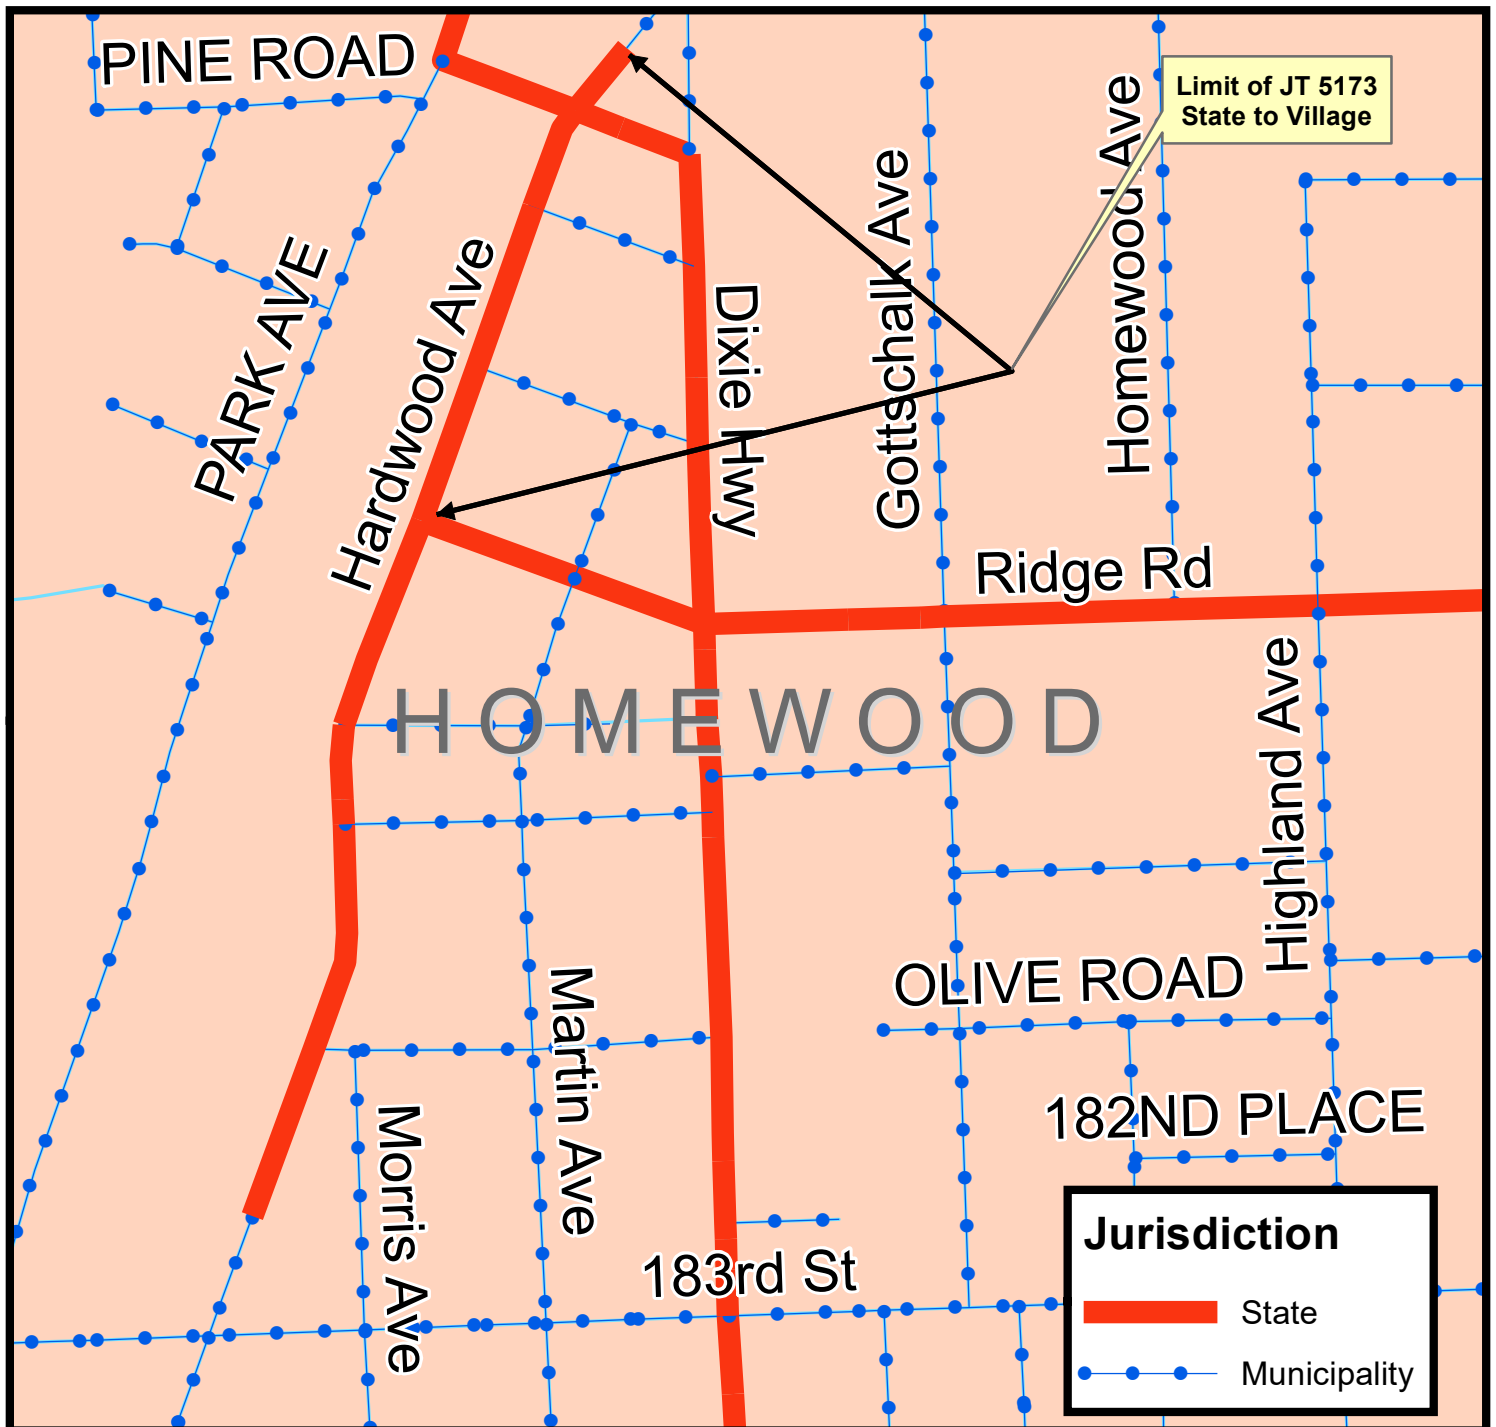 PINE ROAD
Limit of JT 5173
State to Village
PARK AVE
Hardwood Ave
Dixie Hwy
Gottschalk Ave
Homewood Ave
Ridge Rd
HOMEWOOD
Highland Ave
OLIVE ROAD
Martin Ave
182ND PLACE
Morris Ave
183rd St
Jurisdiction
State
Municipality